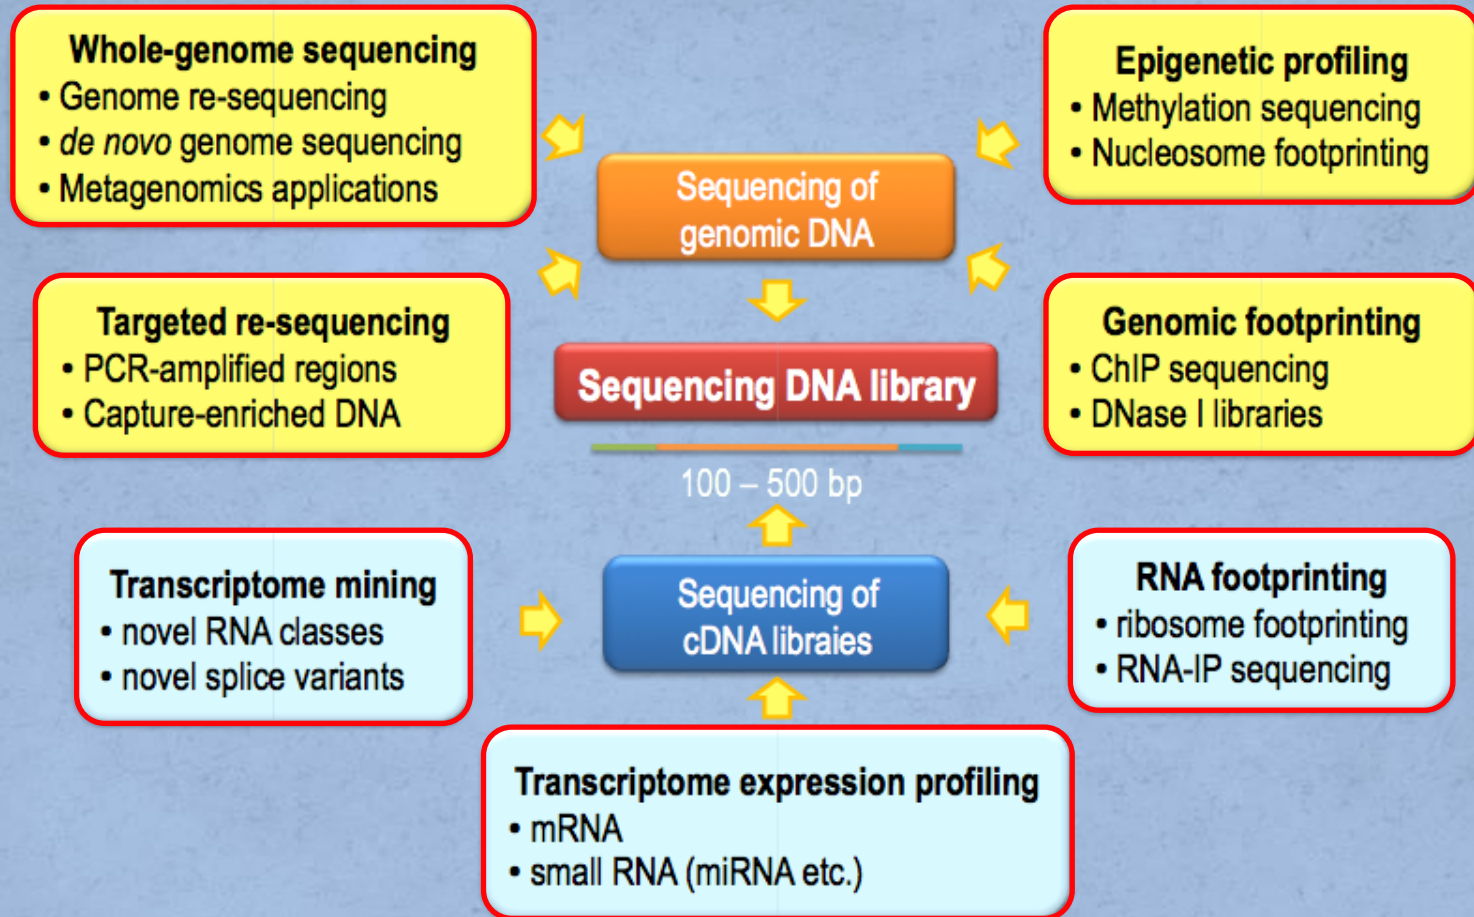 Whole-genome sequencing
• Genome re-sequencing
• de novo genome sequencing
• Metagenomics applications
Epigenetic profiling
• Methylation sequencing
• Nucleosome footprinting
Sequencing of
genomic DNA
Targeted re-sequencing
• PCR-amplified regions
• Capture-enriched DNA
Sequencing DNA library
100 – 500 bp
Genomic footprinting
• ChIP sequencing
• DNase I libraries
Transcriptome mining
• novel RNA classes
• novel splice variants
Sequencing of
cDNA libraies
RNA footprinting
• ribosome footprinting
• RNA-IP sequencing
Transcriptome expression profiling
• mRNA
• small RNA (miRNA etc.)